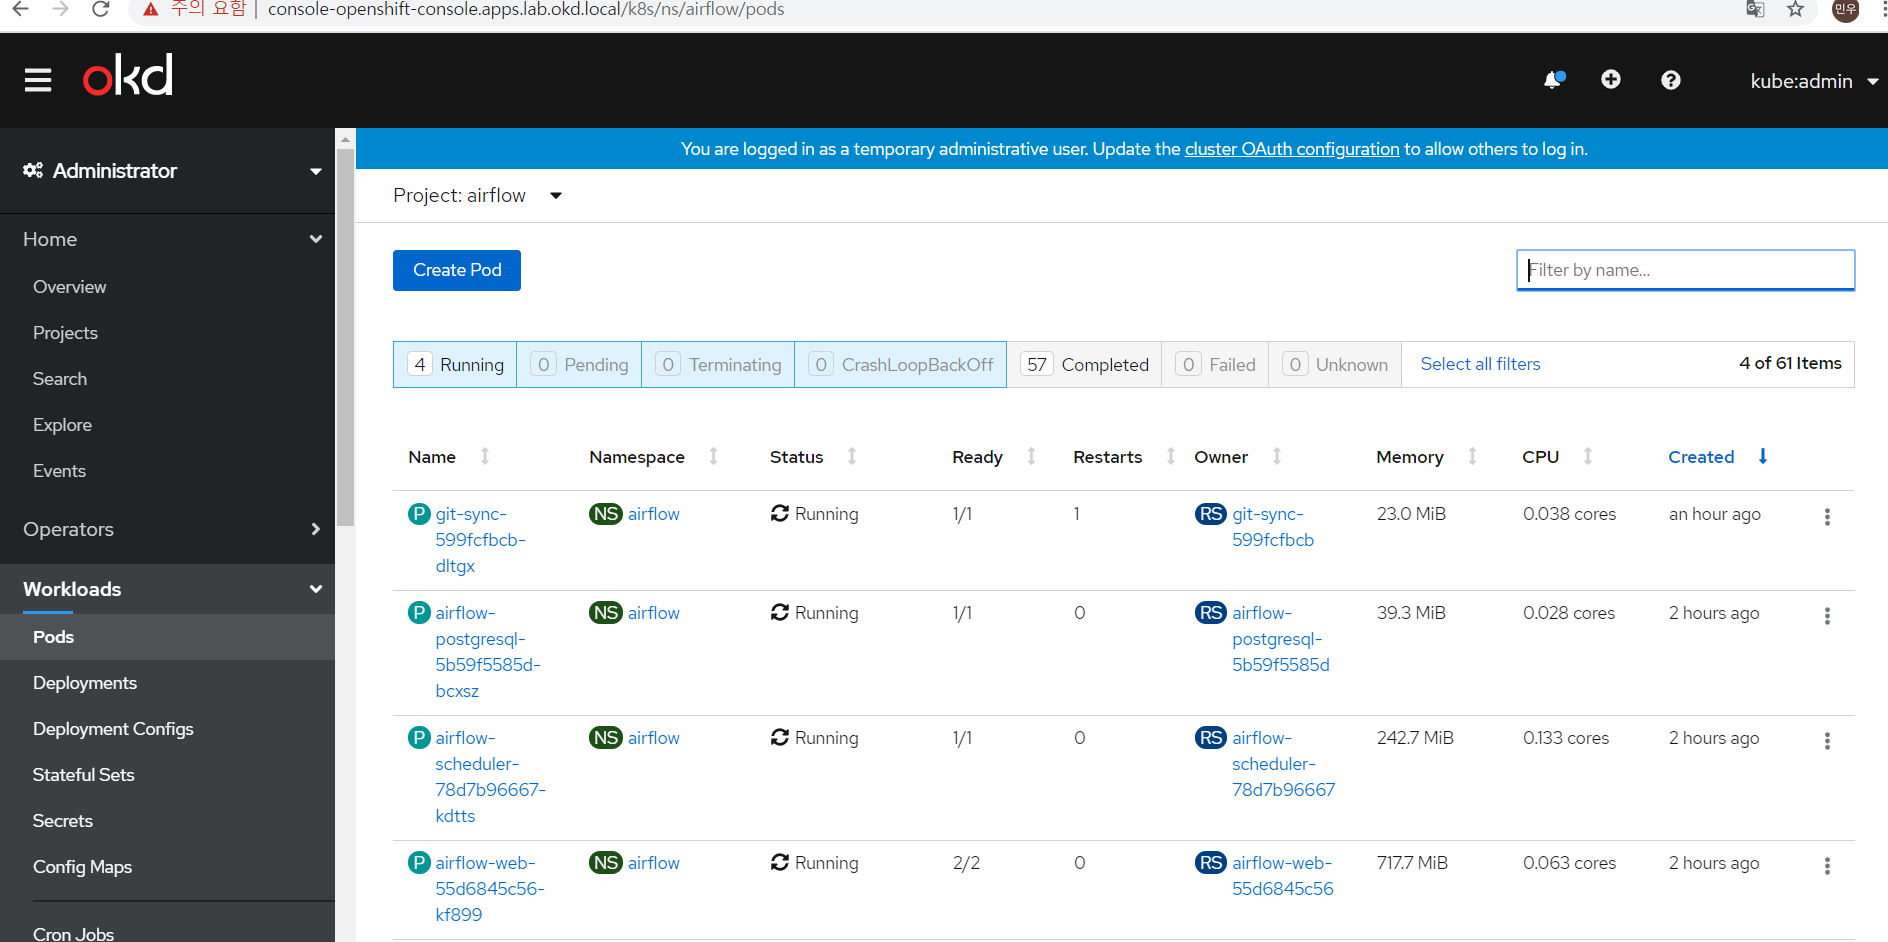 주의 요함 console-openshift-console.apps.lab.okd.local/k8s/ns/airflow/pods 민우
okd kube:admin
Administrator
Home
Overview
Projects
Search
Explore
Events
Operators
Workloads
Pods
Deployments
Deployment Configs
Stateful Sets
Secrets
Config Maps
Cron Jobs
You are logged in as a temporary administrative user. Update the cluster OAuth configuration to allow others to log in.
Project: airflow
Create Pod Filter by name...
4 Running 0 Pending 0 Terminating 0 CrashLoopBackOff 57 Completed 0 Failed 0 Unknown Select all filters 4 of 61 Items
Name Namespace Status Ready Restarts Owner Memory CPU Created
P git-sync- NS airflow Running 1/1 1 RS git-sync- 23.0 MiB 0.038 cores an hour ago
599fcfbcb- 599fcfbcb
dltgx
P airflow- NS airflow Running 1/1 0 RS airflow- 39.3 MiB 0.028 cores 2 hours ago
postgresql- postgresql-
5b59f5585d- 5b59f5585d
bcxsz
P airflow- NS airflow Running 1/1 0 RS airflow- 242.7 MiB 0.133 cores 2 hours ago
scheduler- scheduler-
78d7b96667- 78d7b96667
kdtts
P airflow-web- NS airflow Running 2/2 0 RS airflow-web- 717.7 MiB 0.063 cores 2 hours ago
55d6845c56- 55d6845c56
kf899